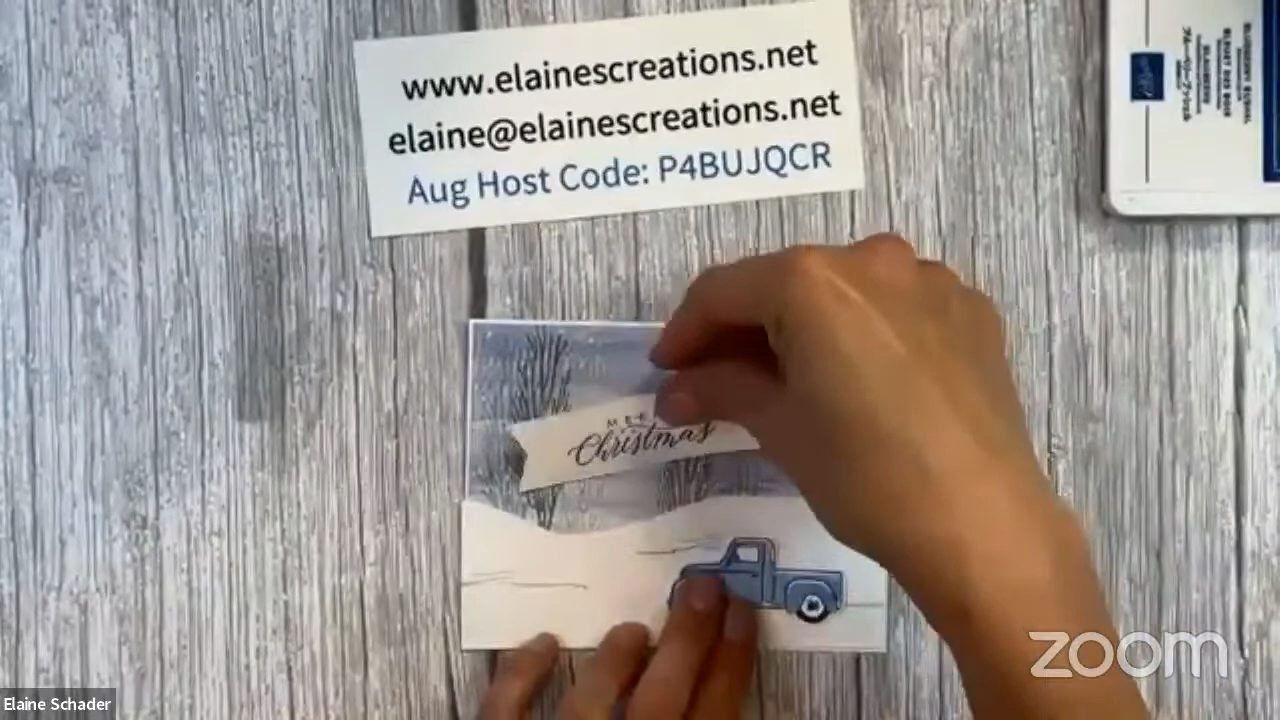 www.elainescreations.net
elaine@elainescreations.net
Aug Host Code: P4BUJQCR
Christmas
zoom
Elaine Schader